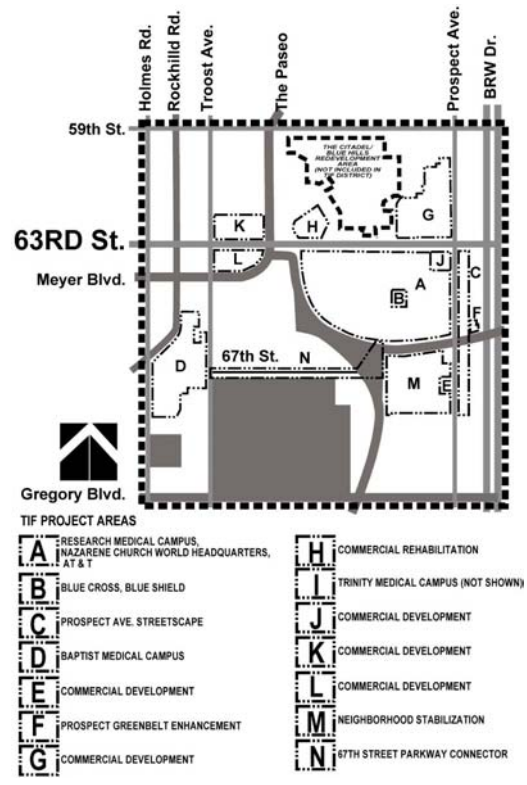 Holmes Rd.
Rockhilld Rd.
Troost Ave.
The Paseo
Prospect Ave.
BRW Dr.
59th St.
THE CITADEL/
BLUE HILLS
REDEVELOPMENT
AREA
(NOT INCLUDED IN
TIF DISTRICT)
G
K
H
63RD St.
L
J
C
Meyer Blvd.
A
B
F
67th St.
N
D
M
E
Gregory Blvd.
TIF PROJECT AREAS
A RESEARCH MEDICAL CAMPUS,
NAZARENE CHURCH WORLD HEADQUARTERS,
AT & T
B BLUE CROSS, BLUE SHIELD
C PROSPECT AVE. STREETSCAPE
D BAPTIST MEDICAL CAMPUS
E COMMERCIAL DEVELOPMENT
F PROSPECT GREENBELT ENHANCEMENT
G COMMERCIAL DEVELOPMENT
H COMMERCIAL REHABILITATION
I TRINITY MEDICAL CAMPUS (NOT SHOWN)
J COMMERCIAL DEVELOPMENT
K COMMERCIAL DEVELOPMENT
L COMMERCIAL DEVELOPMENT
M NEIGHBORHOOD STABILIZATION
N 67TH STREET PARKWAY CONNECTOR